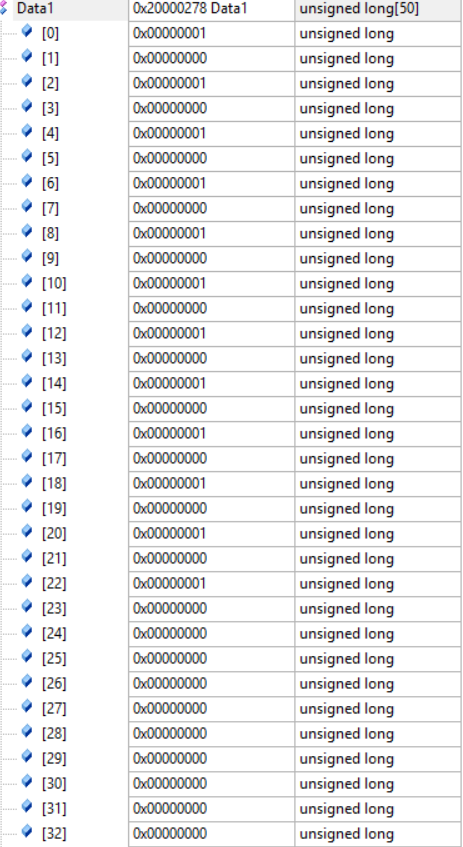 Data1 0x20000278 Data1 unsigned long[50]
[0] 0x00000001 unsigned long
[1] 0x00000000 unsigned long
[2] 0x00000001 unsigned long
[3] 0x00000000 unsigned long
[4] 0x00000001 unsigned long
[5] 0x00000000 unsigned long
[6] 0x00000001 unsigned long
[7] 0x00000000 unsigned long
[8] 0x00000001 unsigned long
[9] 0x00000000 unsigned long
[10] 0x00000001 unsigned long
[11] 0x00000000 unsigned long
[12] 0x00000001 unsigned long
[13] 0x00000000 unsigned long
[14] 0x00000001 unsigned long
[15] 0x00000000 unsigned long
[16] 0x00000001 unsigned long
[17] 0x00000000 unsigned long
[18] 0x00000001 unsigned long
[19] 0x00000000 unsigned long
[20] 0x00000001 unsigned long
[21] 0x00000000 unsigned long
[22] 0x00000001 unsigned long
[23] 0x00000000 unsigned long
[24] 0x00000000 unsigned long
[25] 0x00000000 unsigned long
[26] 0x00000000 unsigned long
[27] 0x00000000 unsigned long
[28] 0x00000000 unsigned long
[29] 0x00000000 unsigned long
[30] 0x00000000 unsigned long
[31] 0x00000000 unsigned long
[32] 0x00000000 unsigned long